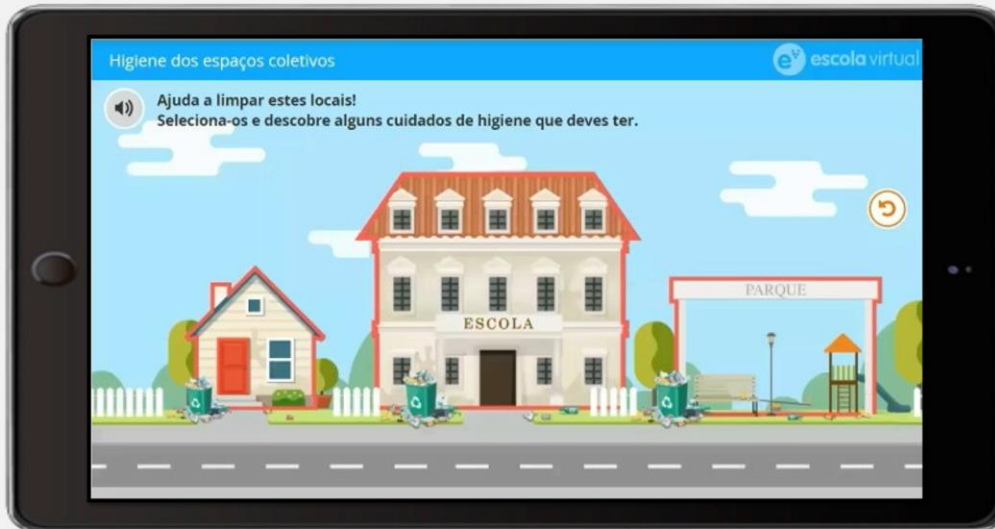 Higiene dos espaços coletivos
ev escola virtual
Ajuda a limpar estes locais!
Seleciona-os e descobre alguns cuidados de higiene que deves ter.
PARQUE
ESCOLA